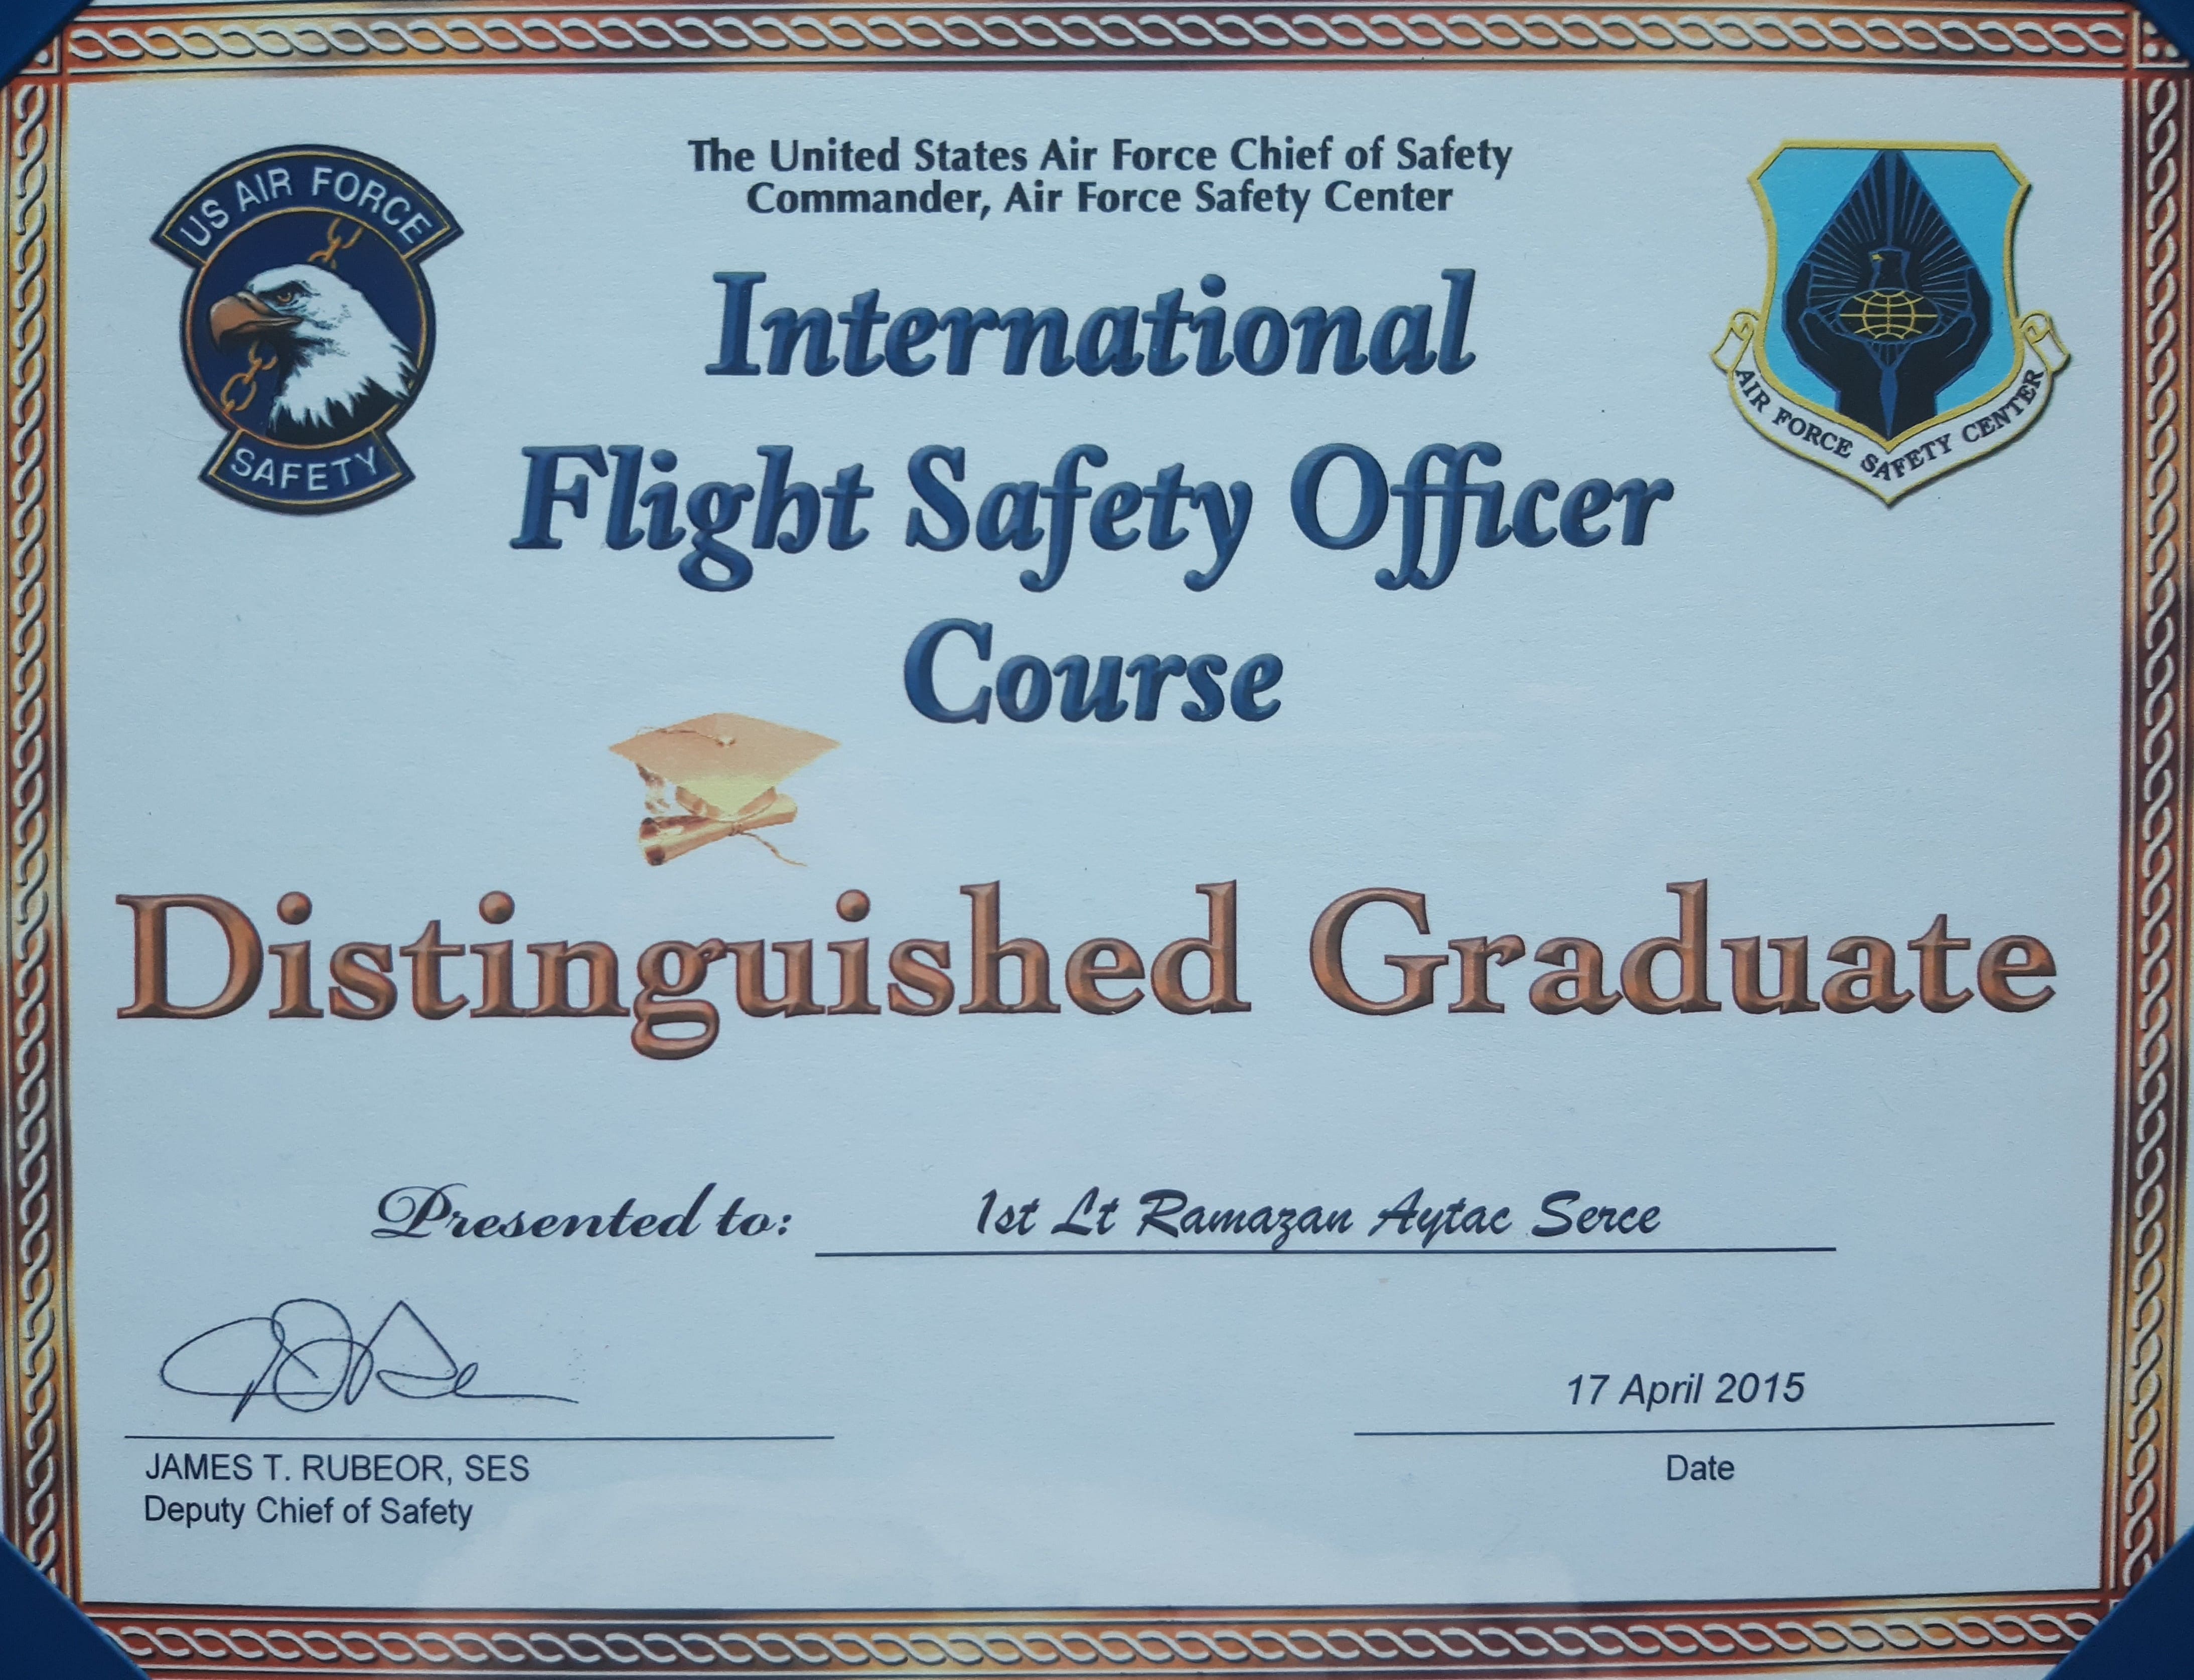 The United States Air Force Chief of Safety
Commander, Air Force Safety Center
US AIR FORCE
SAFETY
AIR FORCE SAFETY CENTER
International
Flight Safety Officer
Course
Distinguished Graduate
Presented to: 1st Lt Ramazan Aytac Serce
17 April 2015
JAMES T. RUBEOR, SES
Date
Deputy Chief of Safety